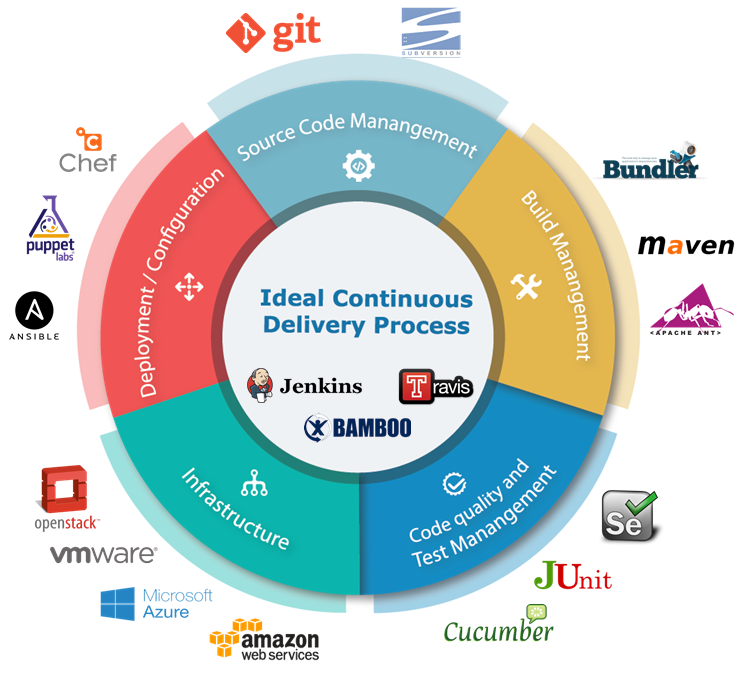 git
SUBVERSION
Source Code Manangement
Chef
puppet
labs
ANSIBLE
Deployment / Configuration
Bundler
maven
<APACHE ANT>
Build Manangement
Ideal Continuous
Delivery Process
Jenkins
Travis
BAMBOO
Infrastructure
Code quality and
Test Manangement
openstack™
vmware®
Microsoft
Azure
amazon
web services
Se
JUnit
Cucumber